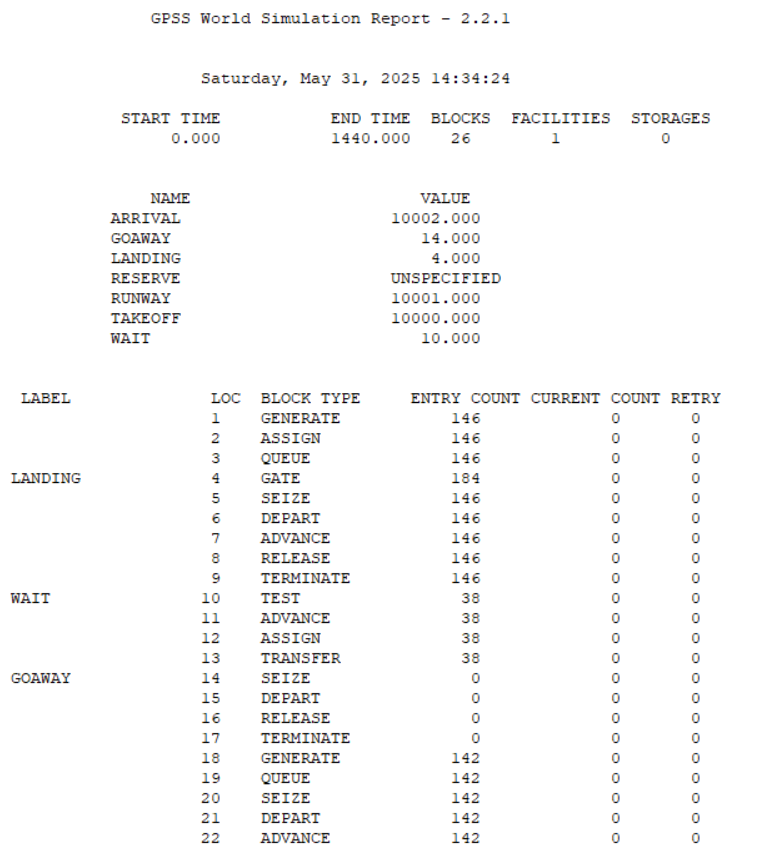 GPSS World Simulation Report - 2.2.1
Saturday, May 31, 2025 14:34:24
START TIME END TIME BLOCKS FACILITIES STORAGES
0.000 1440.000 26 1 0
NAME VALUE
ARRIVAL 10002.000
GOAWAY 14.000
LANDING 4.000
RESERVE UNSPECIFIED
RUNWAY 10001.000
TAKEOFF 10000.000
WAIT 10.000
LABEL LOC BLOCK TYPE ENTRY COUNT CURRENT COUNT RETRY
1 GENERATE 146 0 0
2 ASSIGN 146 0 0
3 QUEUE 146 0 0
LANDING 4 GATE 184 0 0
5 SEIZE 146 0 0
6 DEPART 146 0 0
7 ADVANCE 146 0 0
8 RELEASE 146 0 0
9 TERMINATE 146 0 0
WAIT 10 TEST 38 0 0
11 ADVANCE 38 0 0
12 ASSIGN 38 0 0
13 TRANSFER 38 0 0
GOAWAY 14 SEIZE 0 0 0
15 DEPART 0 0 0
16 RELEASE 0 0 0
17 TERMINATE 0 0 0
18 GENERATE 142 0 0
19 QUEUE 142 0 0
20 SEIZE 142 0 0
21 DEPART 142 0 0
22 ADVANCE 142 0 0